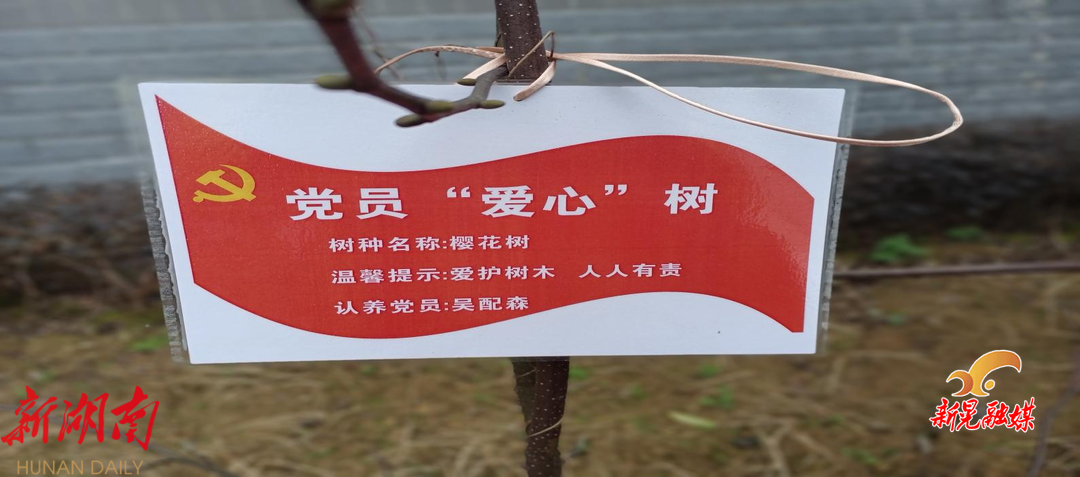 党员“爱心”树
树种名称:樱花树
温馨提示:爱护树木 人人有责
认养党员:吴配森
新湖南
HUNAN DAILY
新晃融媒